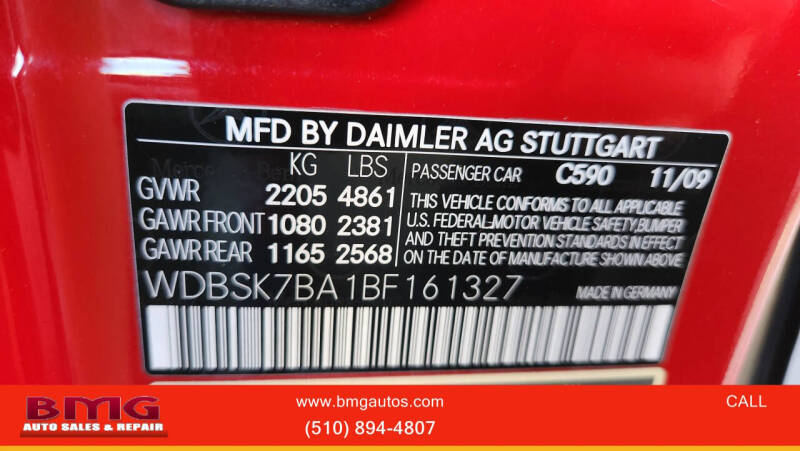 MFD BY DAIMLER AG STUTTGART
KG LBS
GVWR 2205 4861
GAWR FRONT 1080 2381
GAWR REAR 1165 2568
PASSENGER CAR C590 11/09
THIS VEHICLE CONFORMS TO ALL APPLICABLE
U.S. FEDERAL-MOTOR VEHICLE SAFETY, BUMPER
AND THEFT PREVENTION STANDARDS IN EFFECT
ON THE DATE OF MANUFACTURE SHOWN ABOVE.
WDBSK7BA1BF161327
MADE IN GERMANY
BMG
AUTO SALES & REPAIR
www.bmgautos.com
(510) 894-4807
CALL